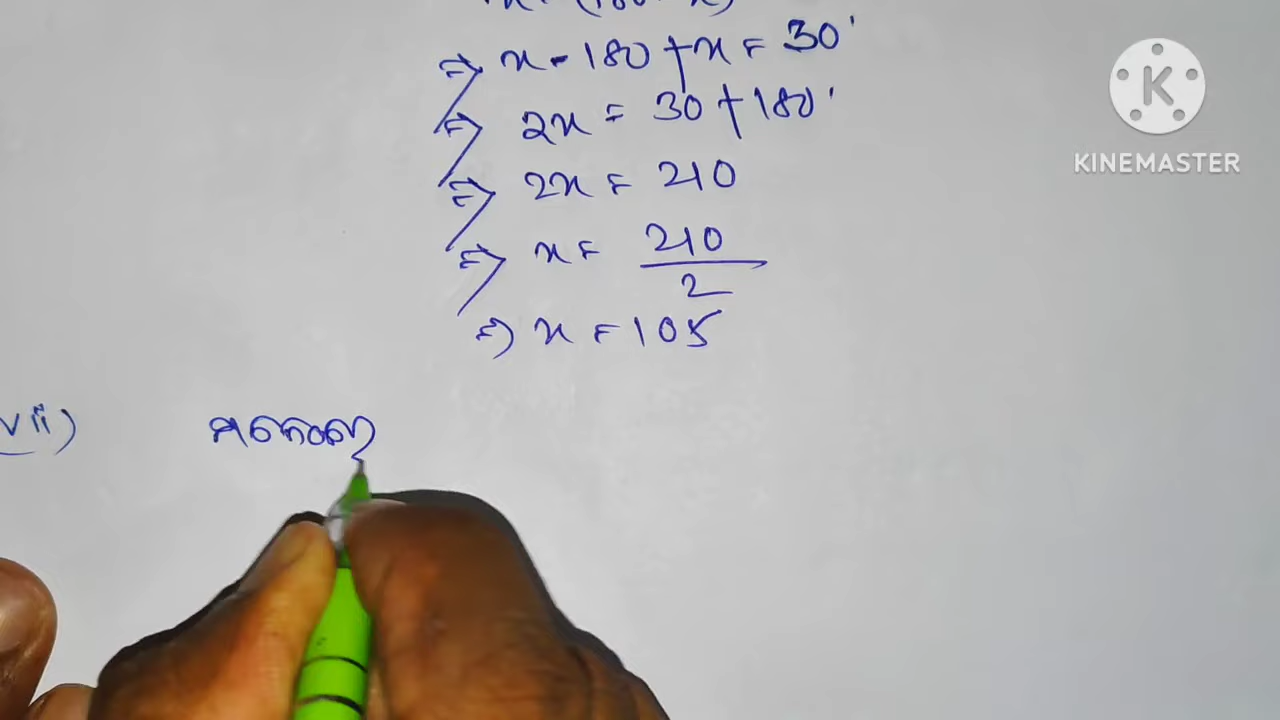 ⇒ x - 180 + x = 30°
⇒ 2x = 30 + 180°
⇒ 2x = 210
⇒ x = 210/2
⇒ x = 105
vii)
K
KINEMASTER